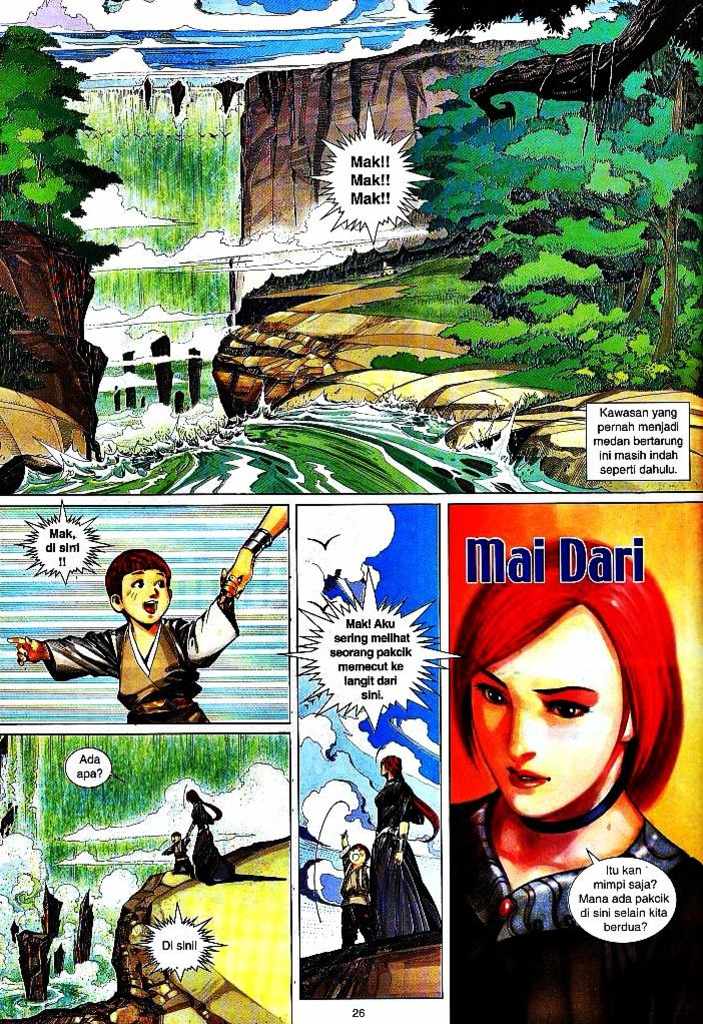 Mak!!
Mak!!
Mak!!
Kawasan yang
pernah menjadi
medan bertarung
ini masih indah
seperti dahulu.
Mak,
di sini
!!
Mak! Aku
sering melihat
seorang pakcik
memecut ke
langit dari
sini.
Mai Dari
Ada
apa?
Di sini!
Itu kan
mimpi saja?
Mana ada pakcik
di sini selain kita
berdua?
26